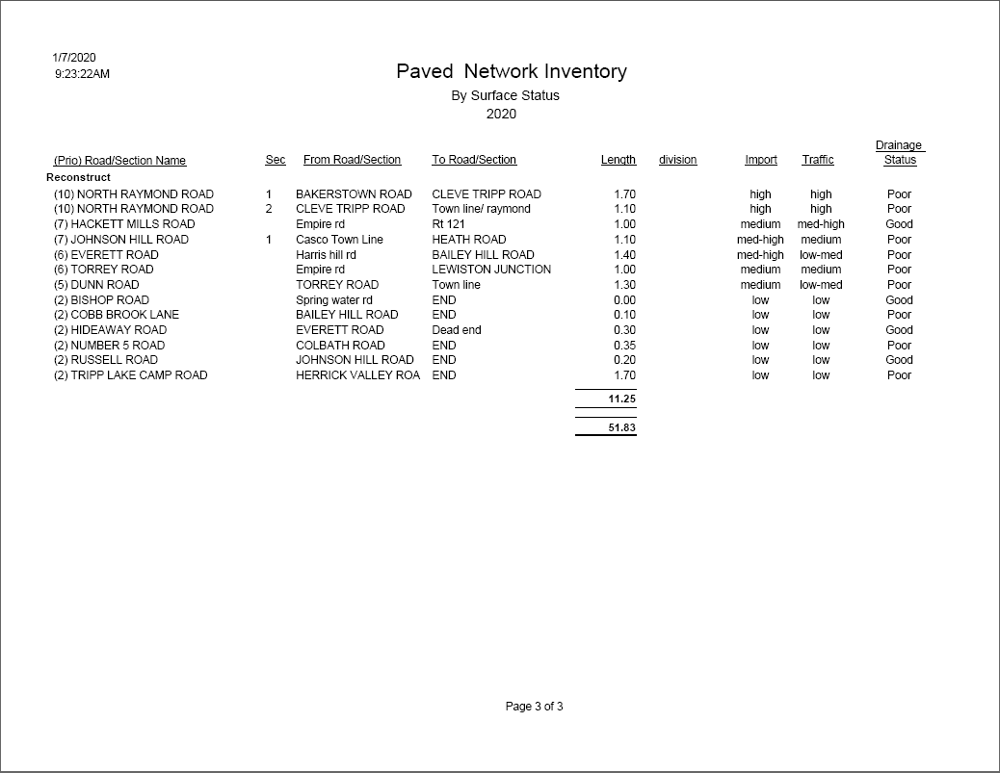 1/7/2020
9:23:22AM
Paved Network Inventory
By Surface Status
2020
Drainage
(Prio) Road/Section Name Sec From Road/Section To Road/Section Length division Import Traffic Status
Reconstruct
(10) NORTH RAYMOND ROAD 1 BAKERSTOWN ROAD CLEVE TRIPP ROAD 1.70 high high Poor
(10) NORTH RAYMOND ROAD 2 CLEVE TRIPP ROAD Town line/ raymond 1.10 high high Poor
(7) HACKETT MILLS ROAD Empire rd Rt 121 1.00 medium med-high Good
(7) JOHNSON HILL ROAD 1 Casco Town Line HEATH ROAD 1.10 med-high medium Poor
(6) EVERETT ROAD Harris hill rd BAILEY HILL ROAD 1.40 med-high low-med Poor
(6) TORREY ROAD Empire rd LEWISTON JUNCTION 1.00 medium medium Poor
(5) DUNN ROAD TORREY ROAD Town line 1.30 medium low-med Poor
(2) BISHOP ROAD Spring water rd END 0.00 low low Good
(2) COBB BROOK LANE BAILEY HILL ROAD END 0.10 low low Poor
(2) HIDEAWAY ROAD EVERETT ROAD Dead end 0.30 low low Good
(2) NUMBER 5 ROAD COLBATH ROAD END 0.35 low low Poor
(2) RUSSELL ROAD JOHNSON HILL ROAD END 0.20 low low Good
(2) TRIPP LAKE CAMP ROAD HERRICK VALLEY ROA END 1.70 low low Poor
11.25
51.83
Page 3 of 3